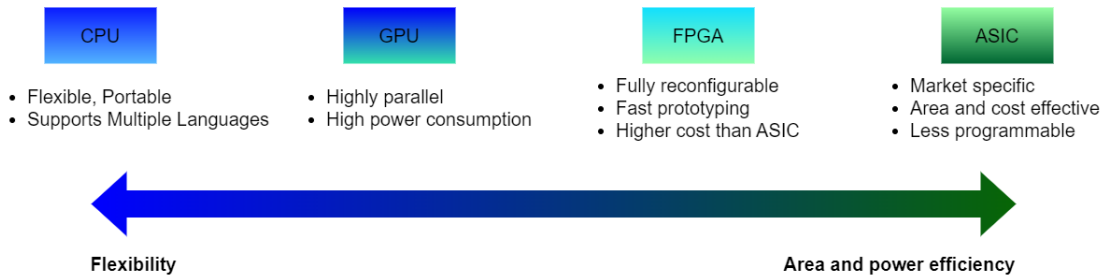 CPU
GPU
FPGA
ASIC
• Flexible, Portable
• Supports Multiple Languages
• Highly parallel
• High power consumption
• Fully reconfigurable
• Fast prototyping
• Higher cost than ASIC
• Market specific
• Area and cost effective
• Less programmable
Flexibility
Area and power efficiency